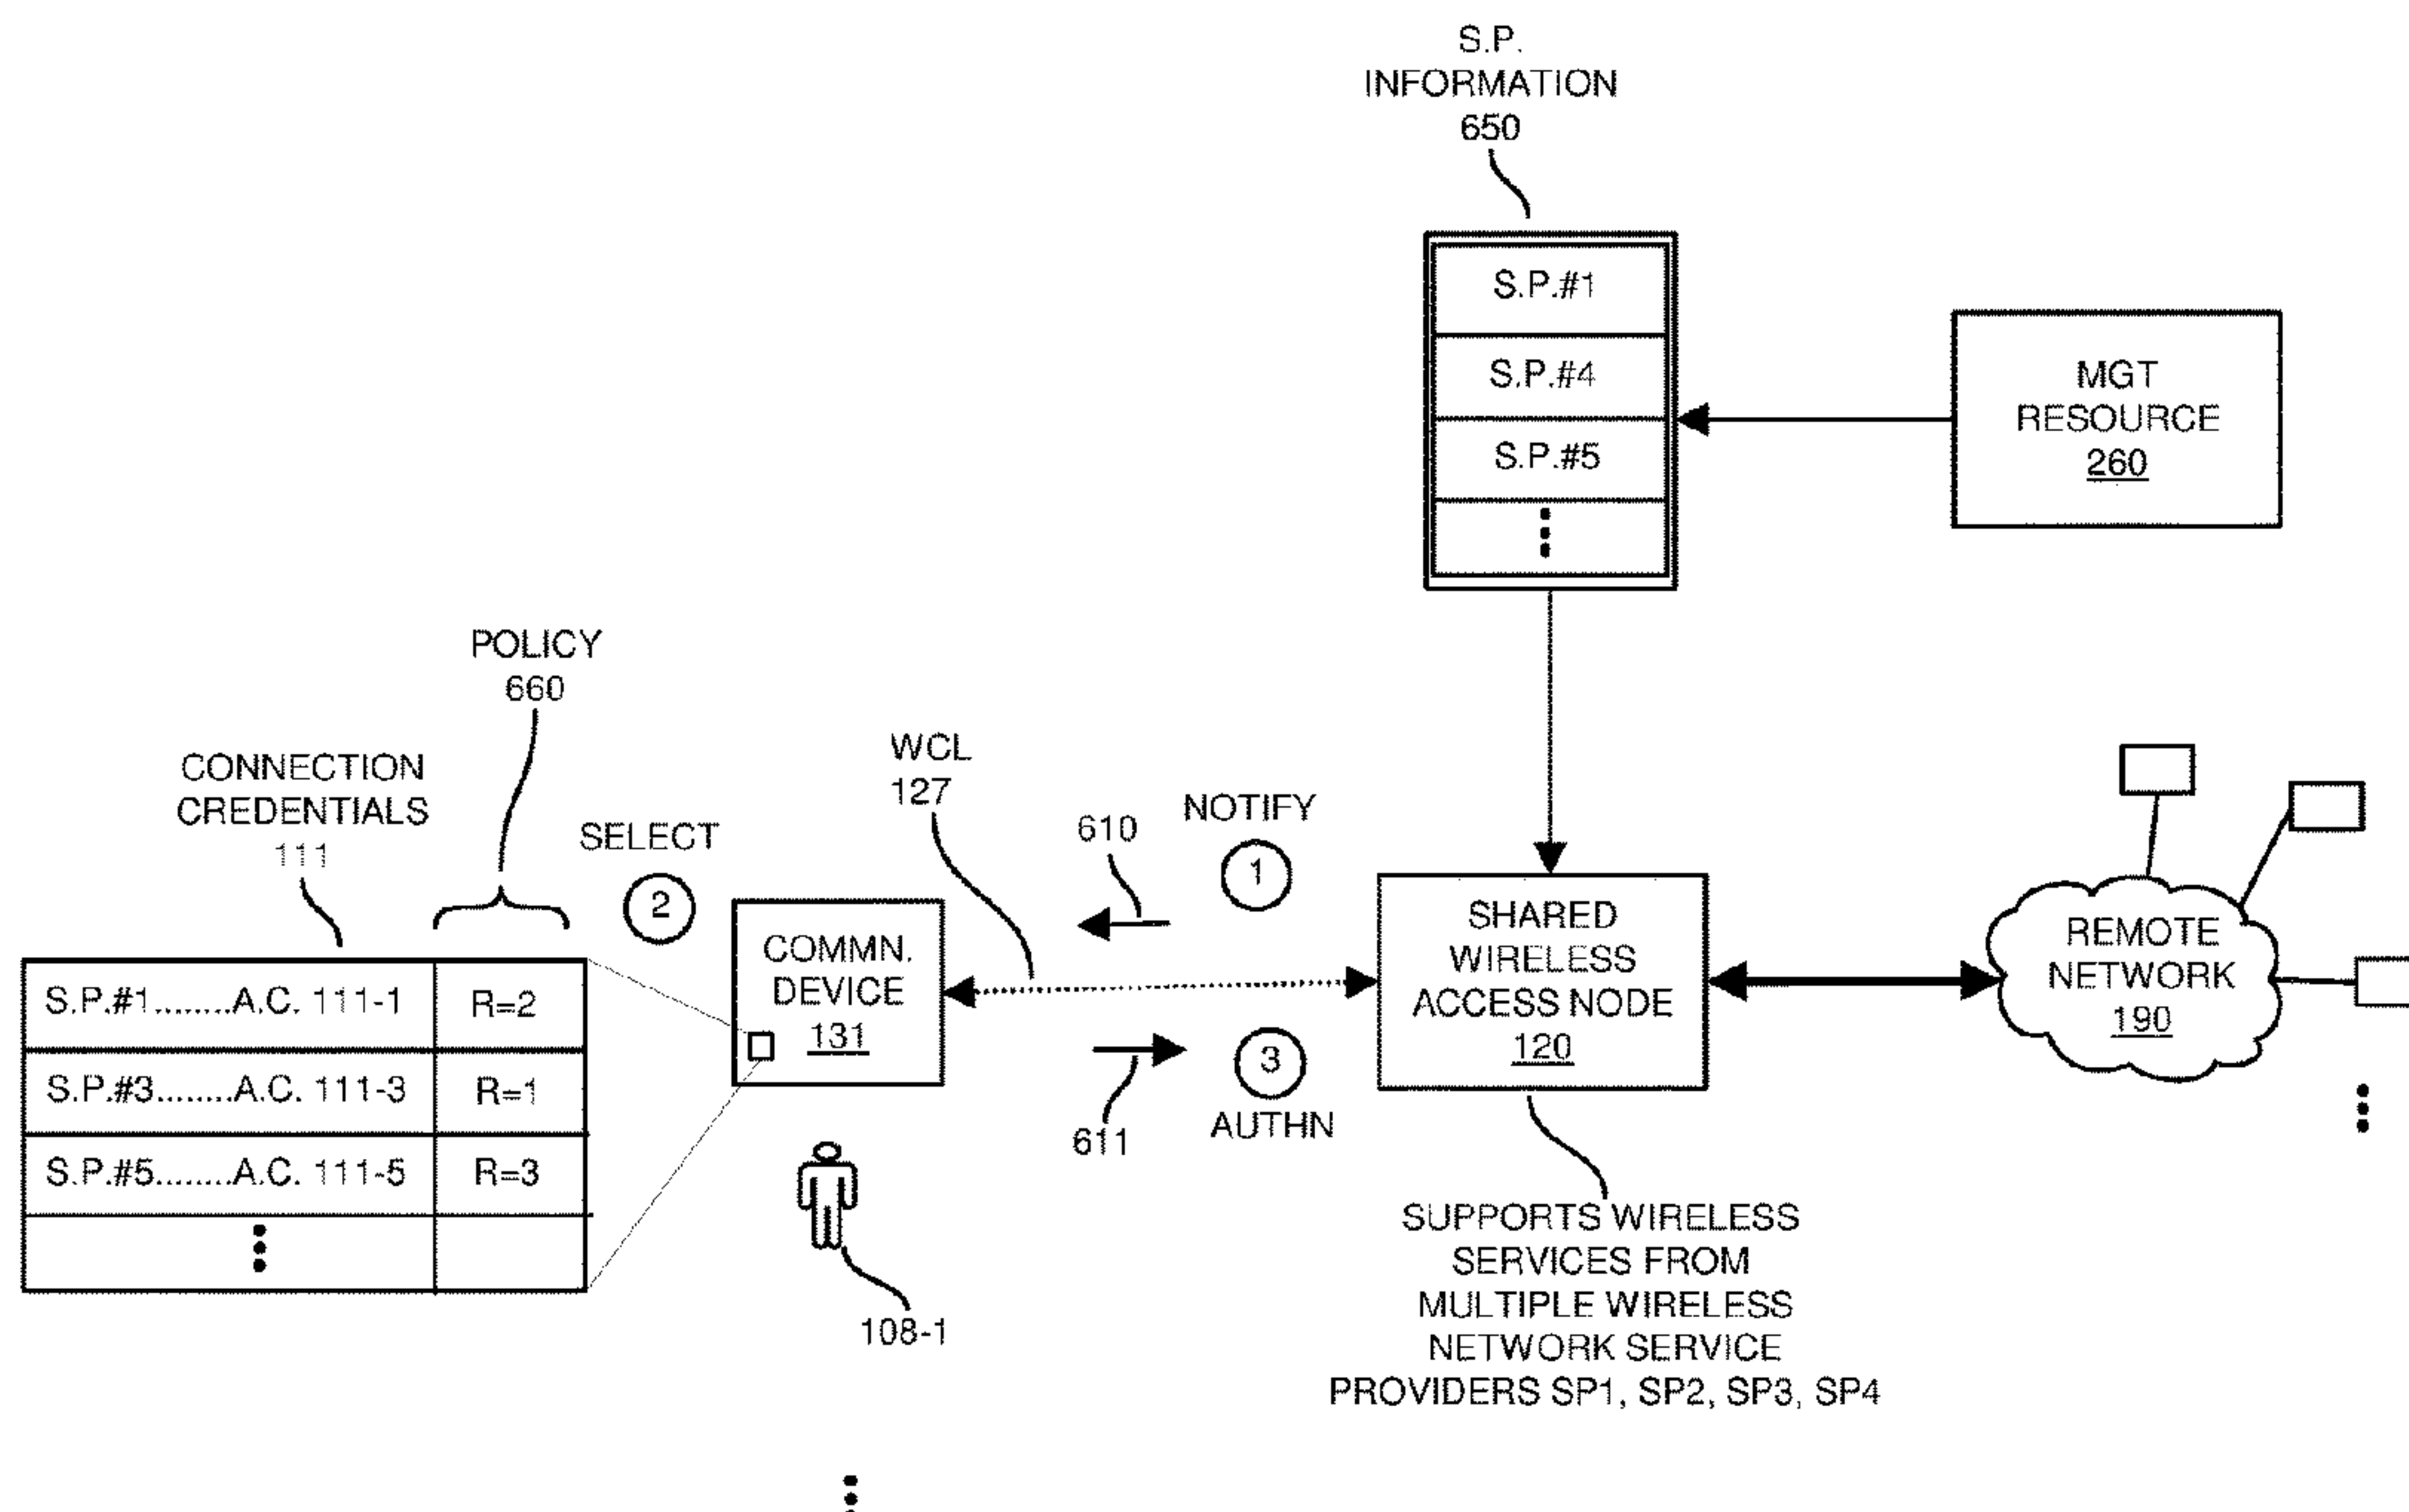 S.P.
INFORMATION
650
S.P.#1
S.P.#4
S.P.#5
MGT
RESOURCE
260
POLICY
660
CONNECTION
CREDENTIALS
111
SELECT
2
WCL
127
610
NOTIFY
1
S.P.#1........A.C. 111-1 R=2
S.P.#3........A.C. 111-3 R=1
S.P.#5........A.C. 111-5 R=3
COMMN.
DEVICE
131
SHARED
WIRELESS
ACCESS NODE
120
REMOTE
NETWORK
190
611
3
AUTHN
108-1
SUPPORTS WIRELESS
SERVICES FROM
MULTIPLE WIRELESS
NETWORK SERVICE
PROVIDERS SP1, SP2, SP3, SP4